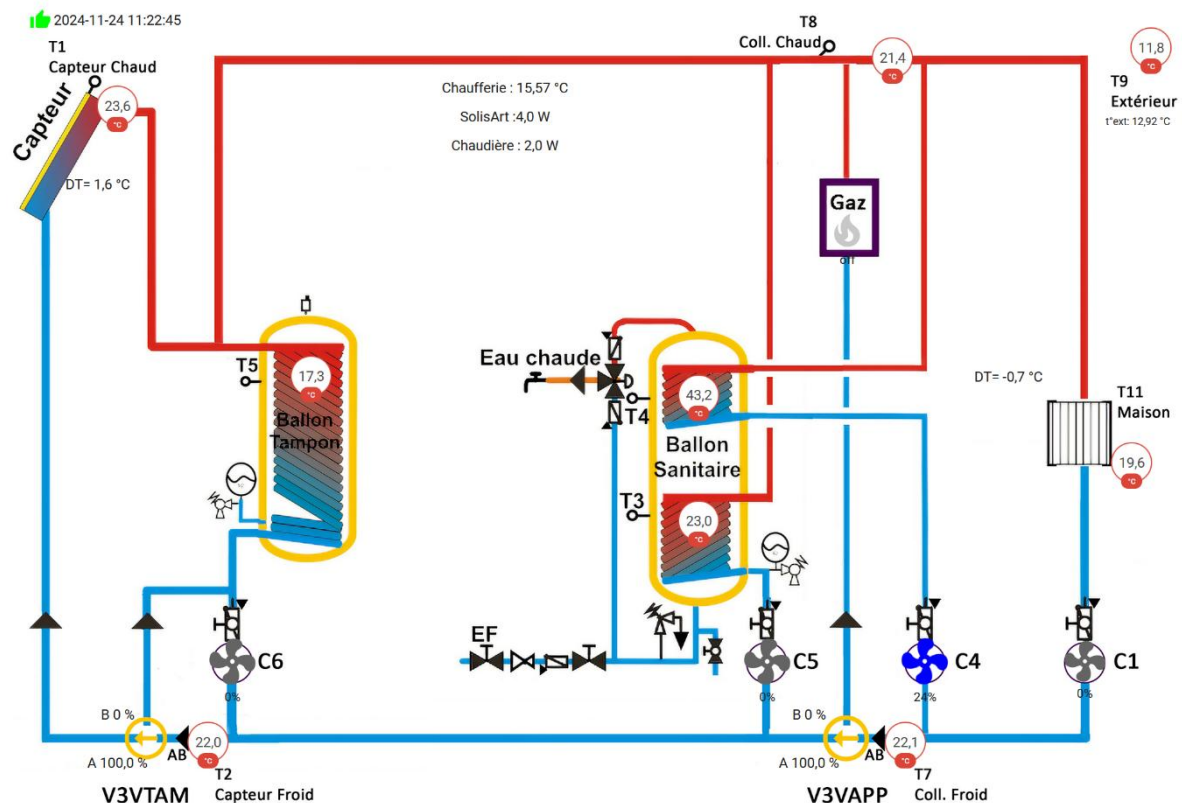 2024-11-24 11:22:45
T1
Capteur Chaud
Capteur
23,6
°C
DT= 1,6 °C
Chaufferie : 15,57 °C
SolisArt :4,0 W
Chaudière : 2,0 W
T8
Coll. Chaud
21,4
°C
11,8
°C
T9
Extérieur
t°ext: 12,92 °C
Gaz
off
T5
17,3
°C
Ballon
Tampon
Eau chaude
T4
43,2
°C
Ballon
Sanitaire
T3
23,0
°C
DT= -0,7 °C
T11
Maison
19,6
°C
EF
C6
0%
C5
0%
C4
24%
C1
0%
B 0 %
A 100,0 %
AB
22,0
°C
T2
Capteur Froid
V3VTAM
B 0 %
A 100,0 %
AB
22,1
°C
T7
Coll. Froid
V3VAPP